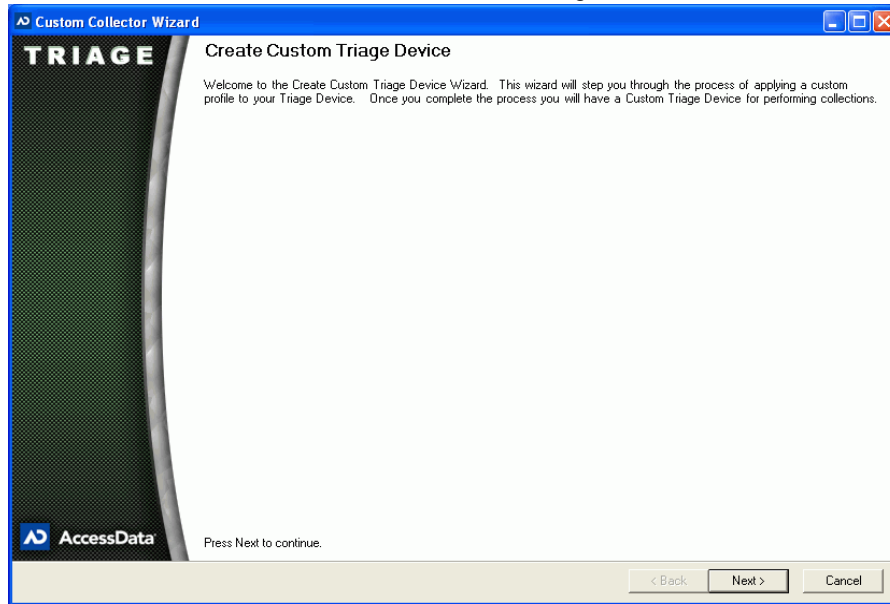 Custom Collector Wizard
TRIAGE
Create Custom Triage Device
Welcome to the Create Custom Triage Device Wizard. This wizard will step you through the process of applying a custom
profile to your Triage Device. Once you complete the process you will have a Custom Triage Device for performing collections.
AccessData
Press Next to continue.
< Back Next > Cancel